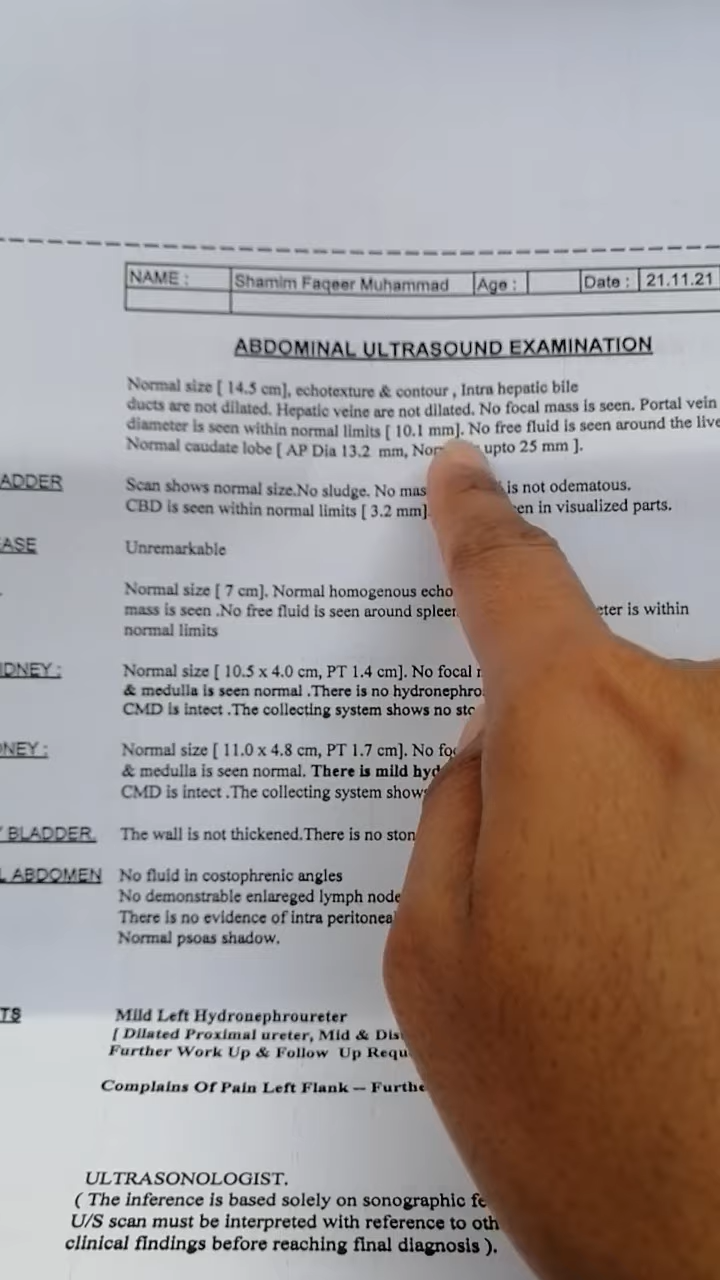 NAME : Shamim Faqeer Muhammad Age : Date : 21.11.21
ABDOMINAL ULTRASOUND EXAMINATION
Normal size [ 14.5 cm], echotexture & contour , Intra hepatic bile
ducts are not dilated. Hepatic veine are not dilated. No focal mass is seen. Portal vein
diameter is seen within normal limits [ 10.1 mm]. No free fluid is seen around the live
Normal caudate lobe [ AP Dia 13.2 mm, upto 25 mm ].
ADDER Scan shows normal size.No sludge. No mas is not odematous.
CBD is seen within normal limits [ 3.2 mm]. en in visualized parts.
EASE Unremarkable
Normal size [ 7 cm]. Normal homogenous echo
mass is seen .No free fluid is seen around spleen eter is within
normal limits
IDNEY : Normal size [ 10.5 x 4.0 cm, PT 1.4 cm]. No focal
& medulla is seen normal .There is no hydronephro
CMD is intect .The collecting system shows no sto
NEY : Normal size [ 11.0 x 4.8 cm, PT 1.7 cm]. No fo
& medulla is seen normal. There is mild hyd
CMD is intect .The collecting system show
BLADDER. The wall is not thickened.There is no ston
L ABDOMEN No fluid in costophrenic angles
No demonstrable enlareged lymph node
There is no evidence of intra peritonea
Normal psoas shadow.
TS Mild Left Hydronephroureter
[ Dilated Proximal ureter, Mid & Dis
Further Work Up & Follow Up Requ
Complains Of Pain Left Flank – Furthe
ULTRASONOLOGIST.
( The inference is based solely on sonographic fe
U/S scan must be interpreted with reference to oth
clinical findings before reaching final diagnosis ).